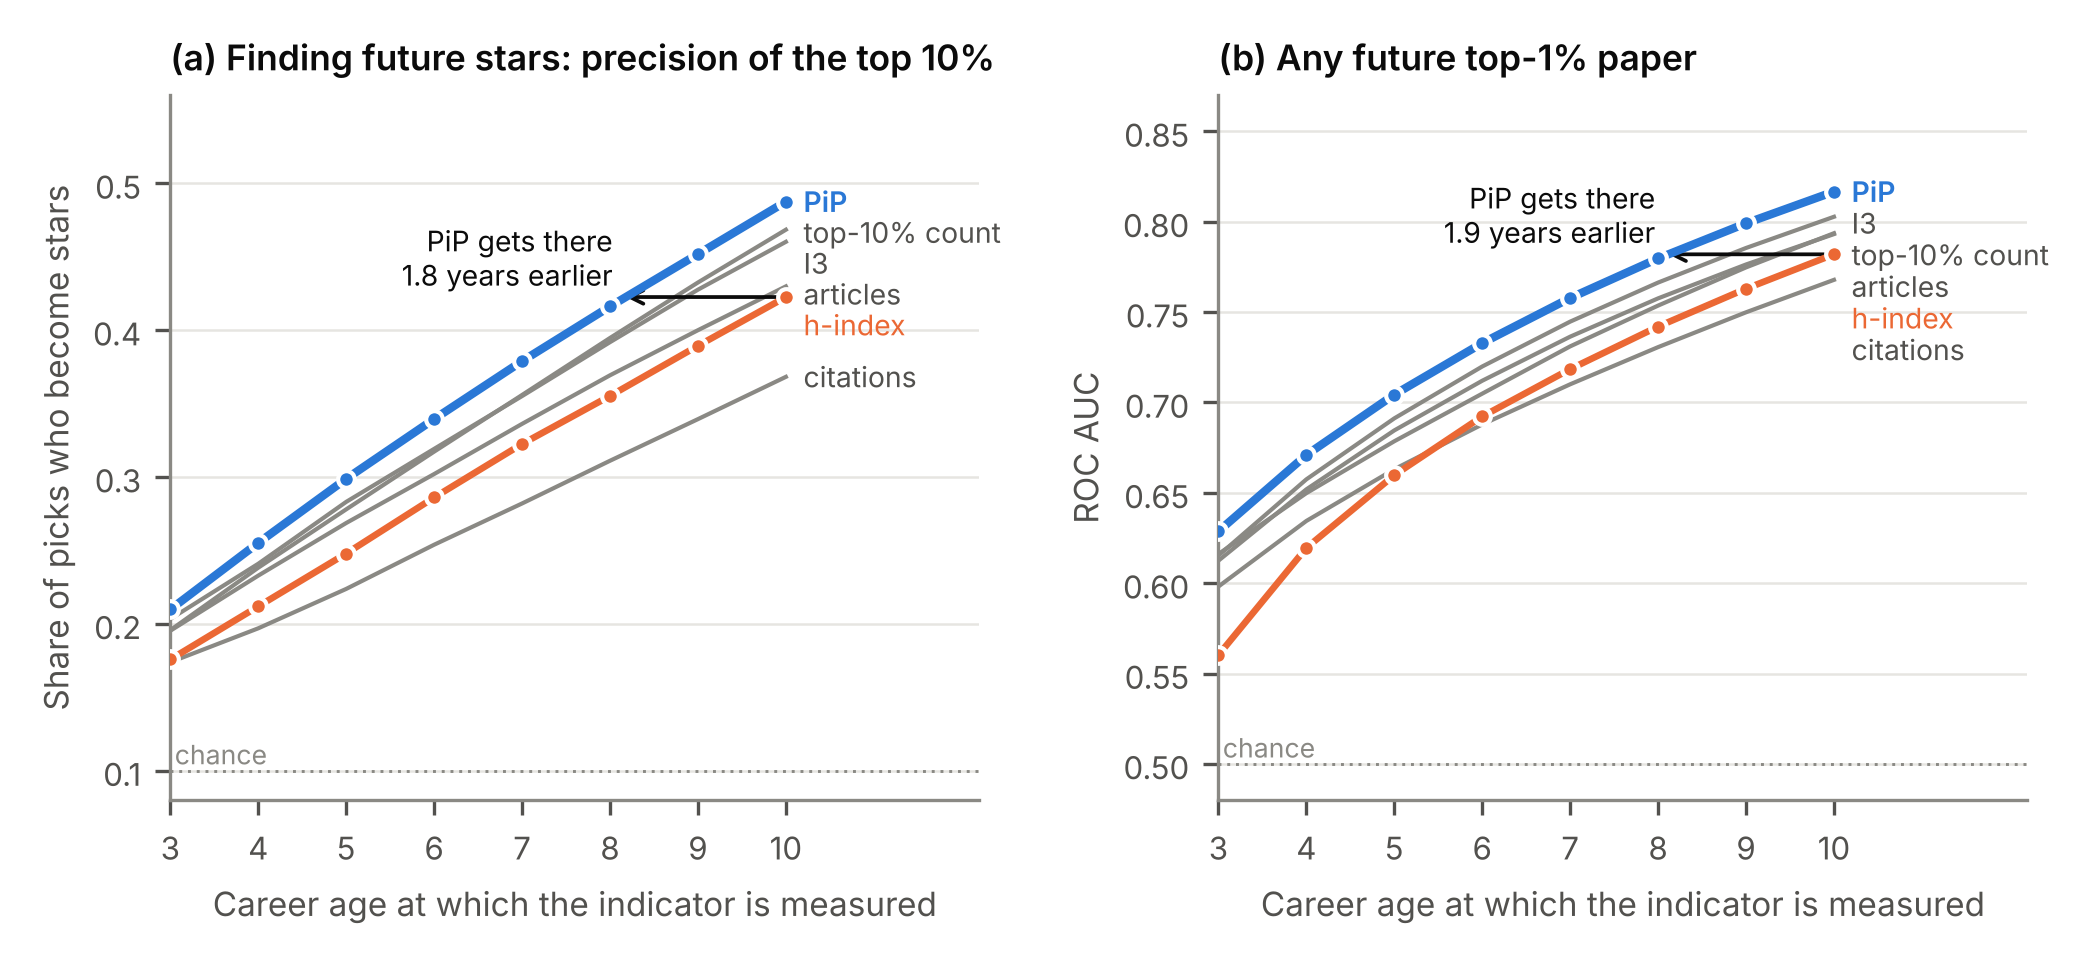 (a) Finding future stars: precision of the top 10%
Share of picks who become stars
0.5
0.4
0.3
0.2
0.1
PiP gets there
1.8 years earlier
PiP
top-10% count
I3
articles
h-index
citations
chance
3 4 5 6 7 8 9 10
Career age at which the indicator is measured
(b) Any future top-1% paper
ROC AUC
0.85
0.80
0.75
0.70
0.65
0.60
0.55
0.50
PiP gets there
1.9 years earlier
PiP
I3
top-10% count
articles
h-index
citations
chance
3 4 5 6 7 8 9 10
Career age at which the indicator is measured